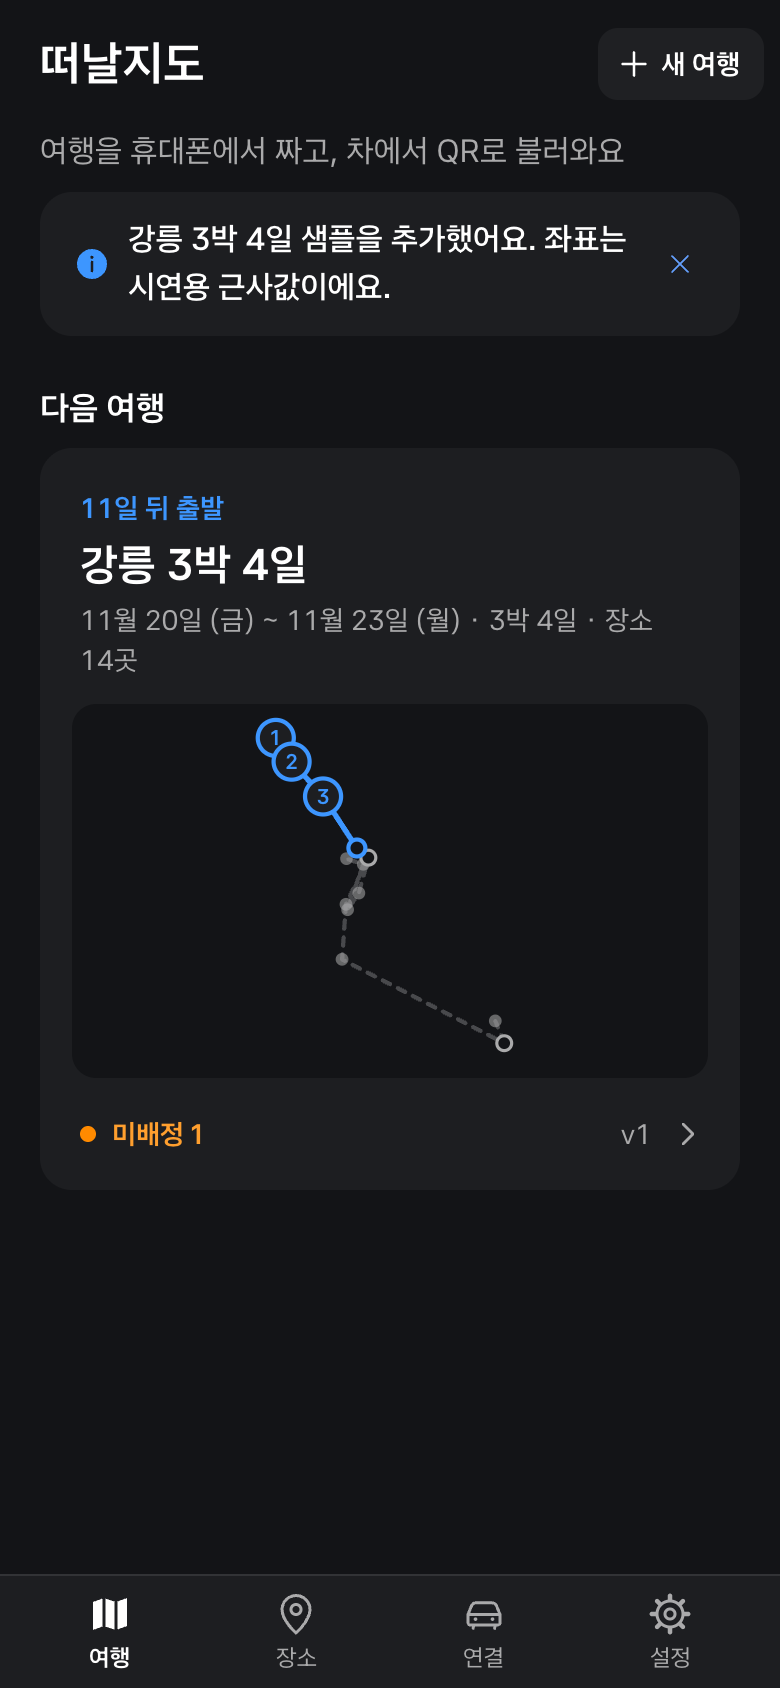 떠날지도
새 여행
여행을 휴대폰에서 짜고, 차에서 QR로 불러와요
강릉 3박 4일 샘플을 추가했어요. 좌표는
시연용 근사값이에요.
다음 여행
11일 뒤 출발
강릉 3박 4일
11월 20일 (금) ~ 11월 23일 (월) · 3박 4일 · 장소
14곳
1
2
3
미배정 1
v1
여행
장소
연결
설정